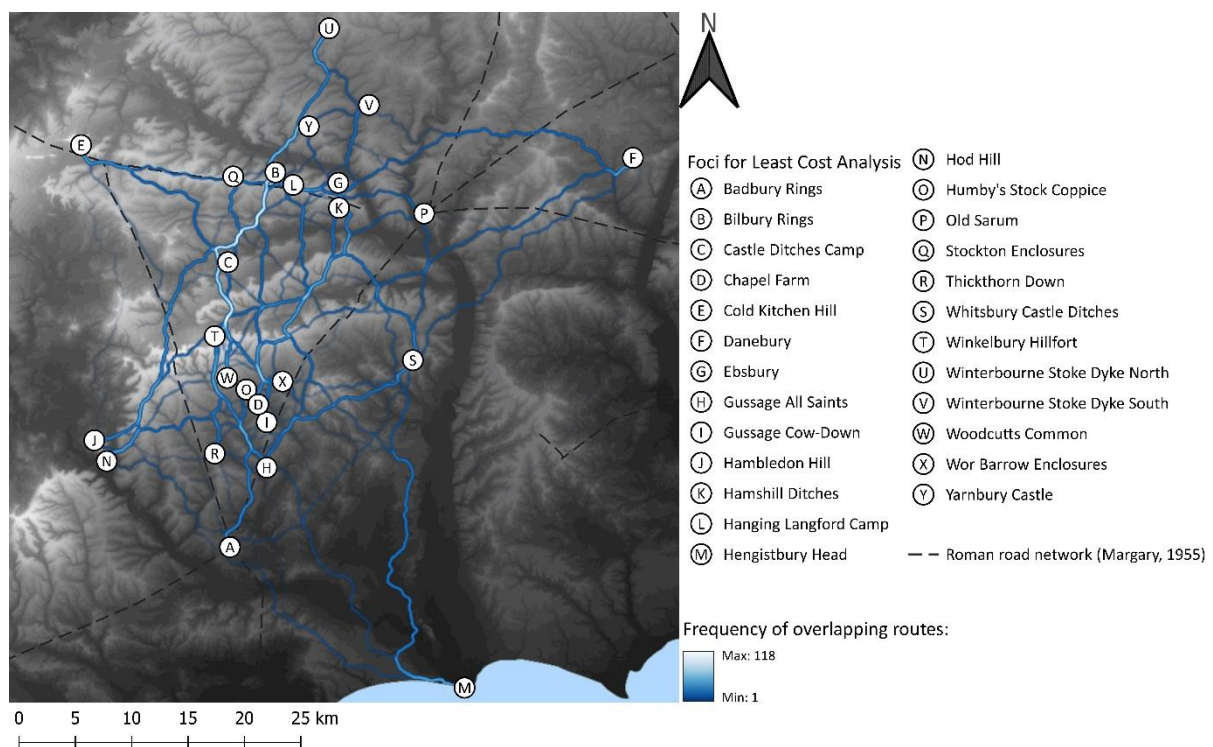 N
U
V
Y
E
F
B
Q
L
G
K
P
C
T
S
W
X
O
D
I
J
N
R
H
A
M
0 5 10 15 20 25 km
Foci for Least Cost Analysis
A Badbury Rings
B Bilbury Rings
C Castle Ditches Camp
D Chapel Farm
E Cold Kitchen Hill
F Danebury
G Ebsbury
H Gussage All Saints
I Gussage Cow-Down
J Hambledon Hill
K Hamshill Ditches
L Hanging Langford Camp
M Hengistbury Head
N Hod Hill
O Humby's Stock Coppice
P Old Sarum
Q Stockton Enclosures
R Thickthorn Down
S Whitsbury Castle Ditches
T Winkelbury Hillfort
U Winterbourne Stoke Dyke North
V Winterbourne Stoke Dyke South
W Woodcutts Common
X Wor Barrow Enclosures
Y Yarnbury Castle
Roman road network (Margary, 1955)
Frequency of overlapping routes:
Max: 118
Min: 1